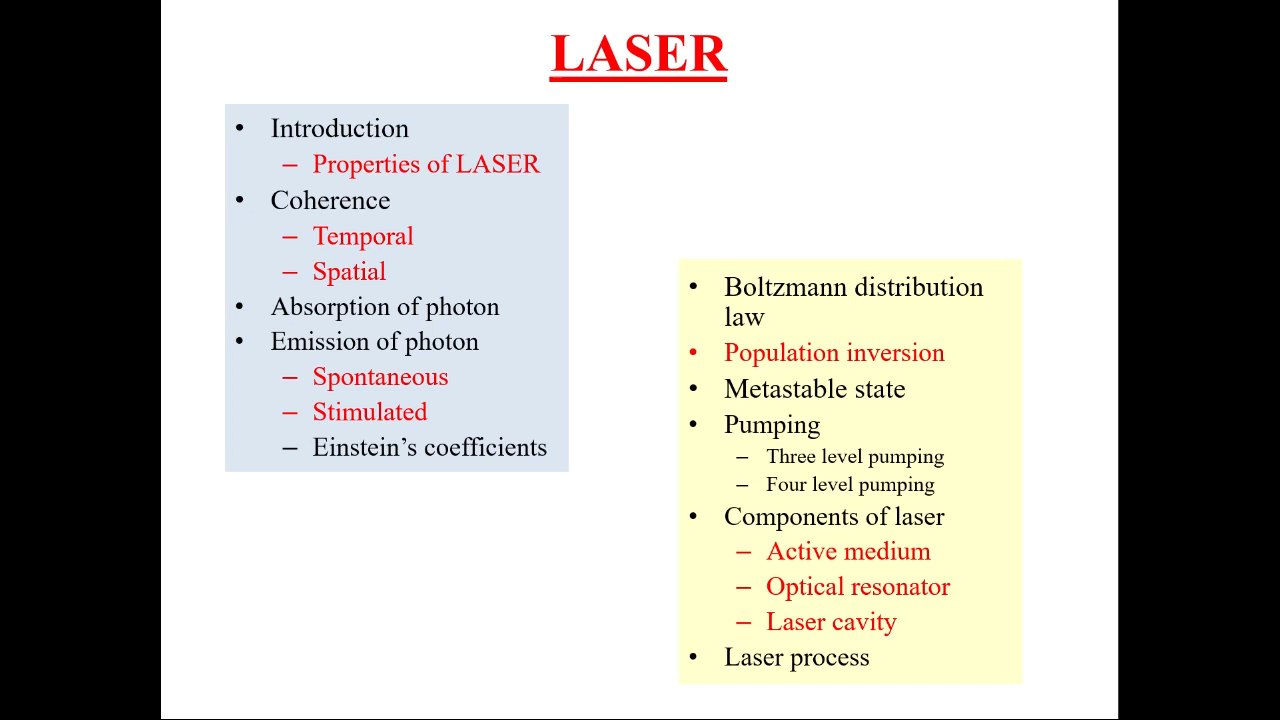 LASER
• Introduction
– Properties of LASER
• Coherence
– Temporal
– Spatial
• Absorption of photon
• Emission of photon
– Spontaneous
– Stimulated
– Einstein’s coefficients
• Boltzmann distribution
law
• Population inversion
• Metastable state
• Pumping
– Three level pumping
– Four level pumping
• Components of laser
– Active medium
– Optical resonator
– Laser cavity
• Laser process